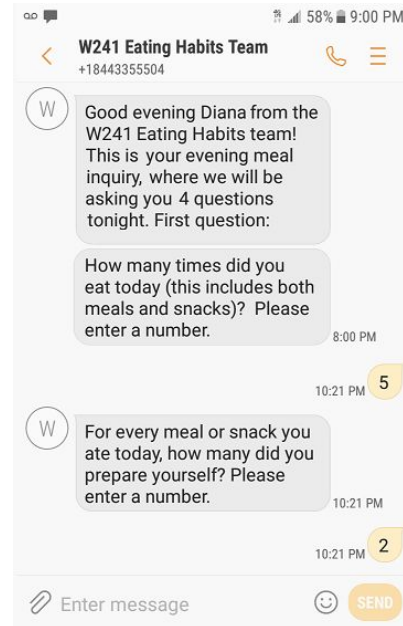 58% 9:00 PM
W241 Eating Habits Team
+18443355504
W
Good evening Diana from the
W241 Eating Habits team!
This is your evening meal
inquiry, where we will be
asking you 4 questions
tonight. First question:
How many times did you
eat today (this includes both
meals and snacks)? Please
enter a number.
8:00 PM
10:21 PM 5
W
For every meal or snack you
ate today, how many did you
prepare yourself? Please
enter a number.
10:21 PM
10:21 PM 2
Enter message
SEND